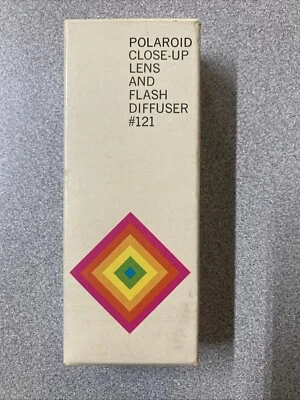 POLAROID
CLOSE-UP
LENS
AND
FLASH
DIFFUSER
#121